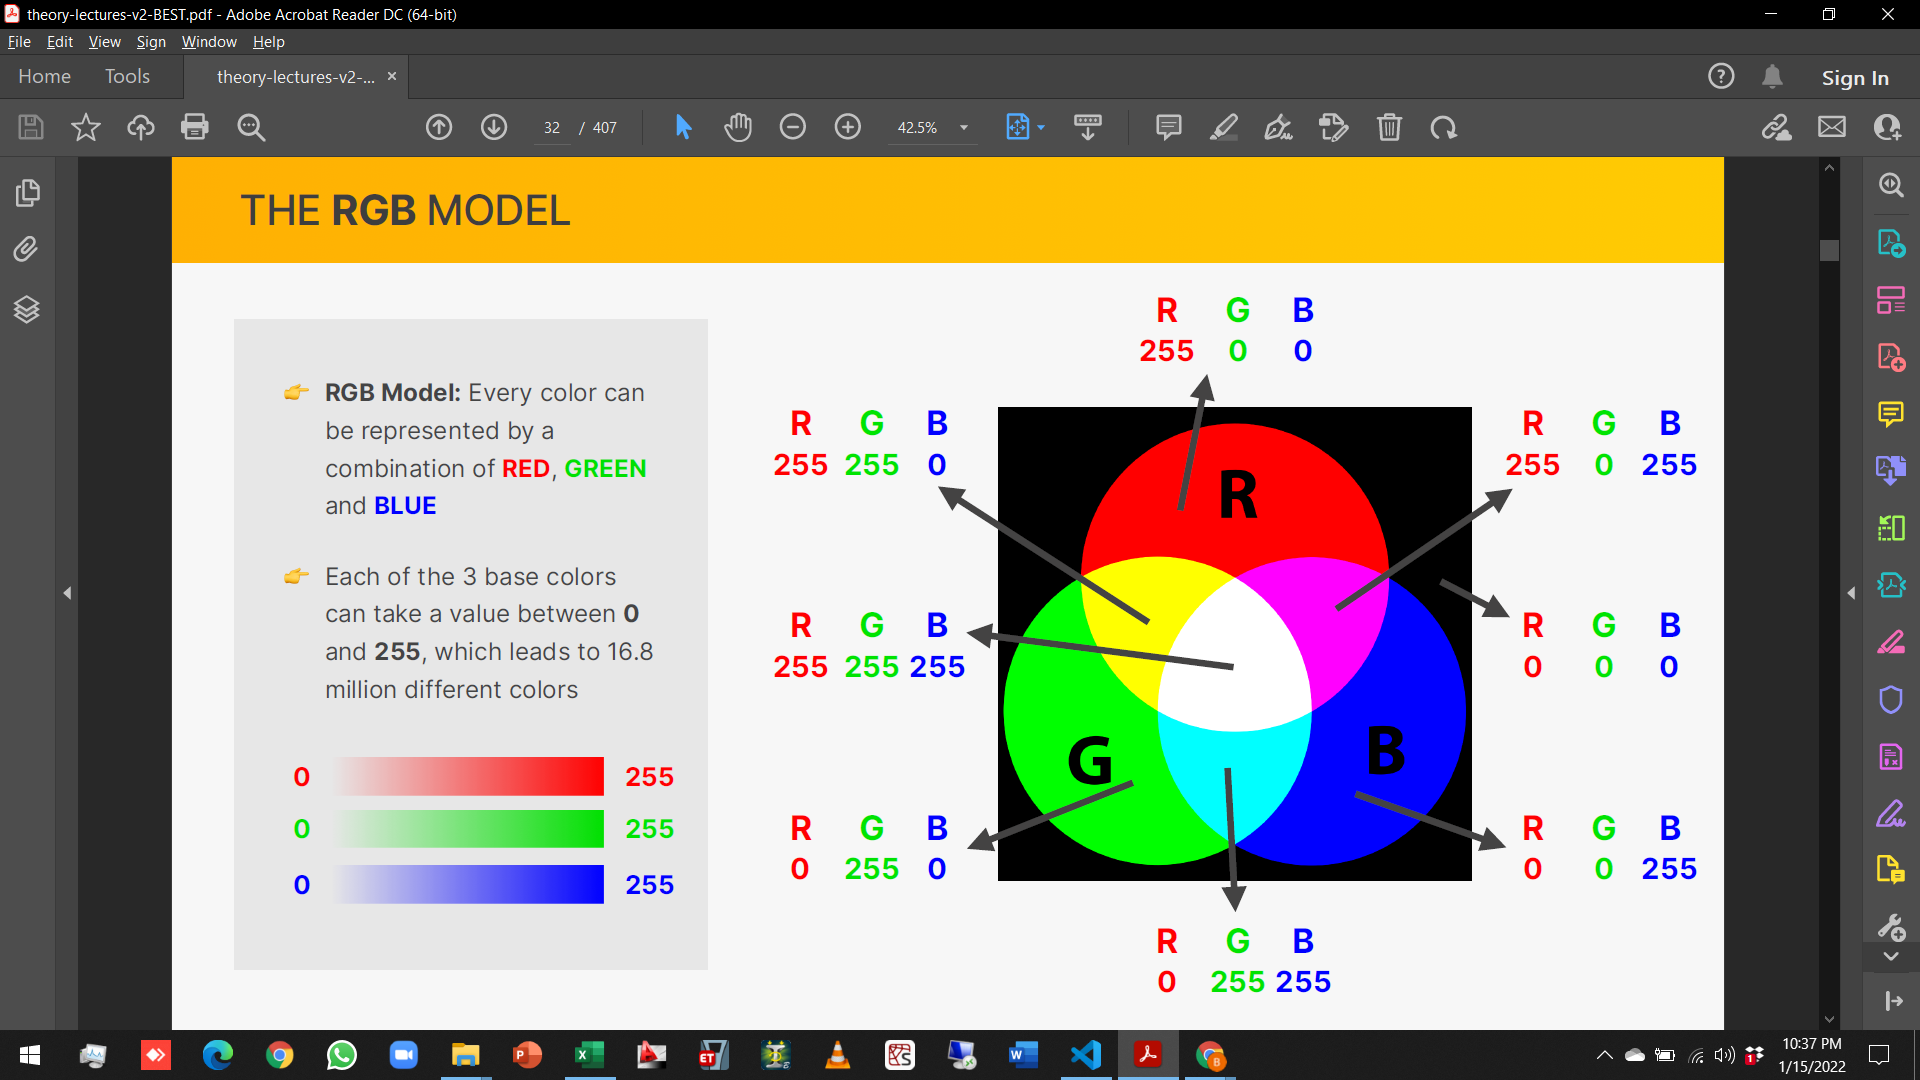 theory-lectures-v2-BEST.pdf - Adobe Acrobat Reader DC (64-bit)
File Edit View Sign Window Help
Home Tools theory-lectures-v2-... × Sign In
32 / 407 42.5%
THE RGB MODEL
👉 RGB Model: Every color can
be represented by a
combination of RED, GREEN
and BLUE
👉 Each of the 3 base colors
can take a value between 0
and 255, which leads to 16.8
million different colors
0 255
0 255
0 255
R G B
255 0 0
R G B
255 255 0
R G B
255 0 255
R G B
255 255 255
R G B
0 0 0
R G B
0 255 0
R G B
0 0 255
R G B
0 255 255
R
G
B
10:37 PM
1/15/2022